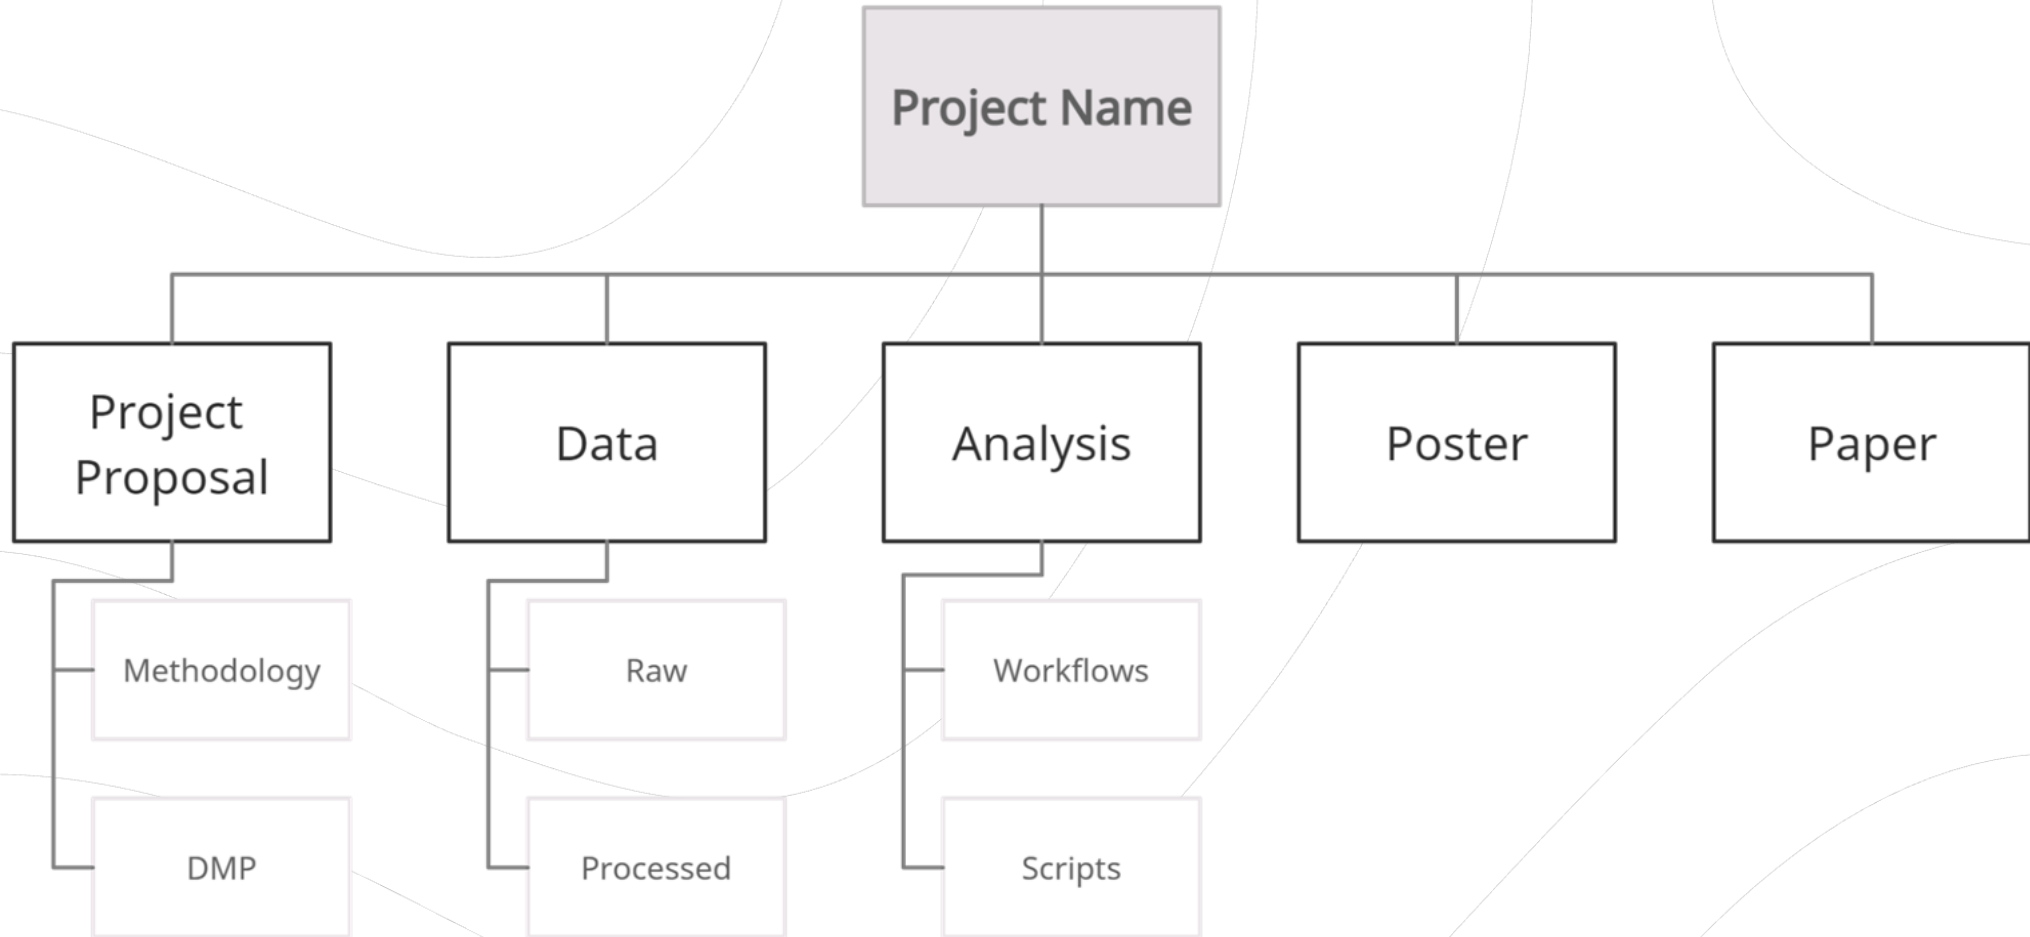 Project Name
Project
Proposal
Data
Analysis
Poster
Paper
Methodology
Raw
Workflows
DMP
Processed
Scripts